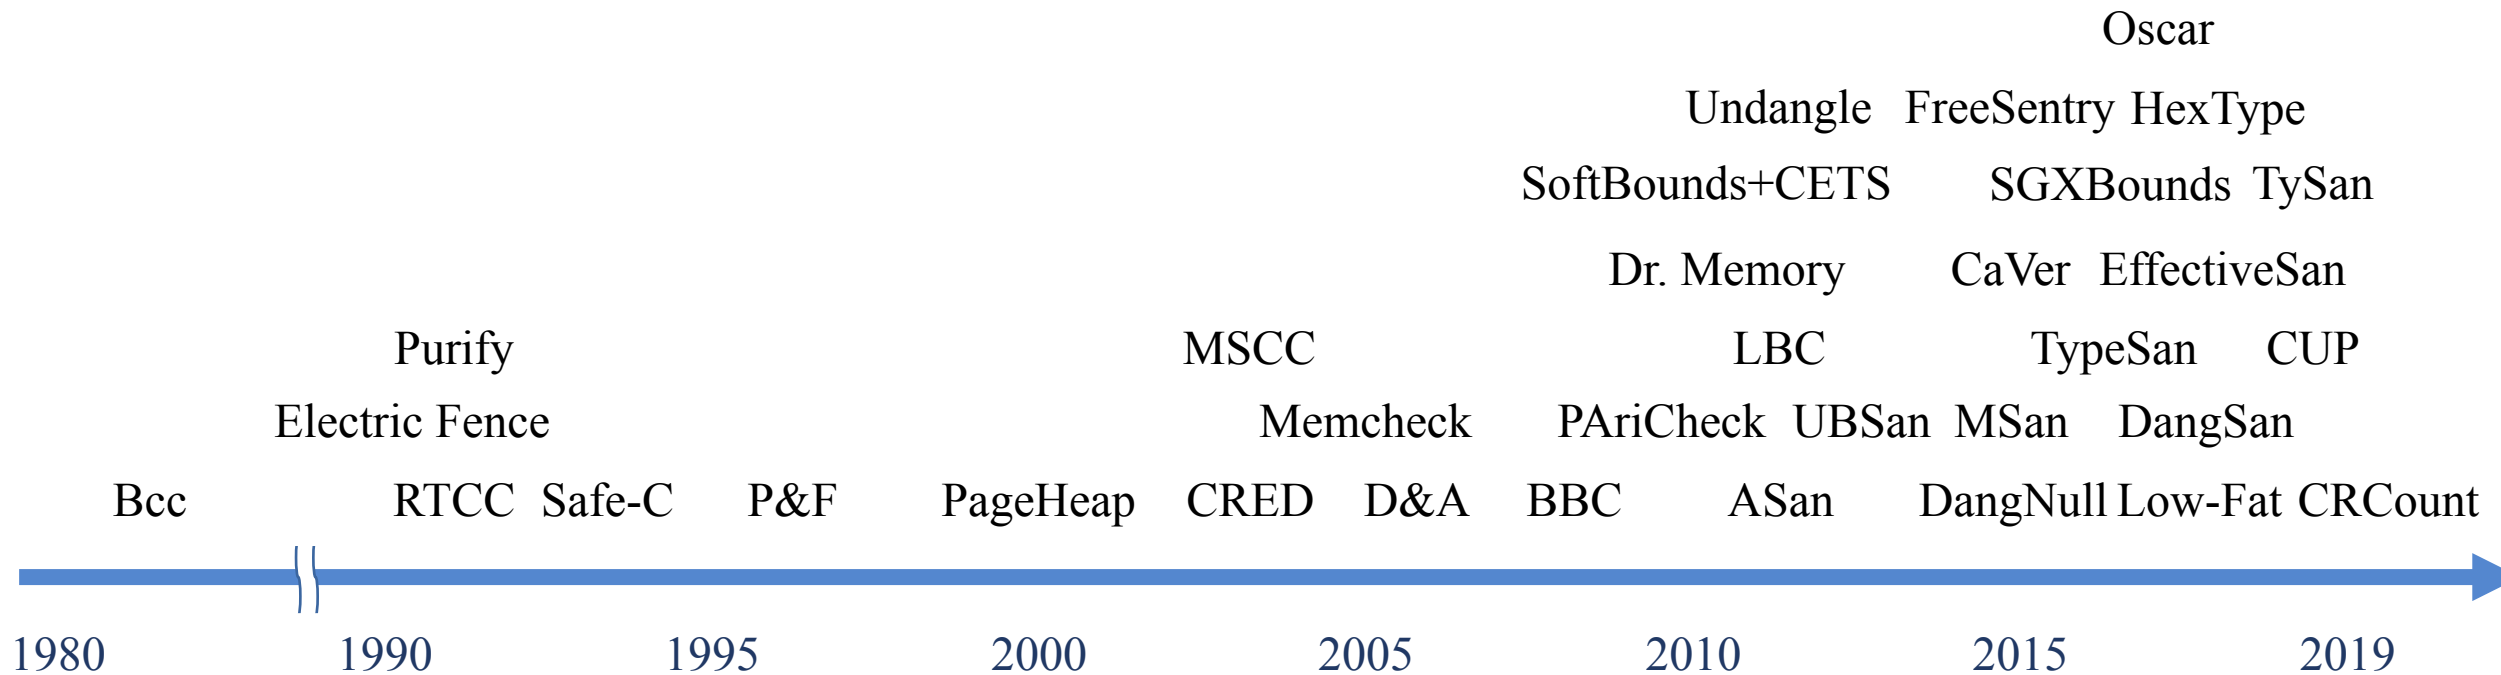 Oscar
Undangle FreeSentry HexType
SoftBounds+CETS SGXBounds TySan
Dr. Memory CaVer EffectiveSan
Purify MSCC LBC TypeSan CUP
Electric Fence Memcheck PAriCheck UBSan MSan DangSan
Bcc RTCC Safe-C P&F PageHeap CRED D&A BBC ASan DangNull Low-Fat CRCount
1980 1990 1995 2000 2005 2010 2015 2019